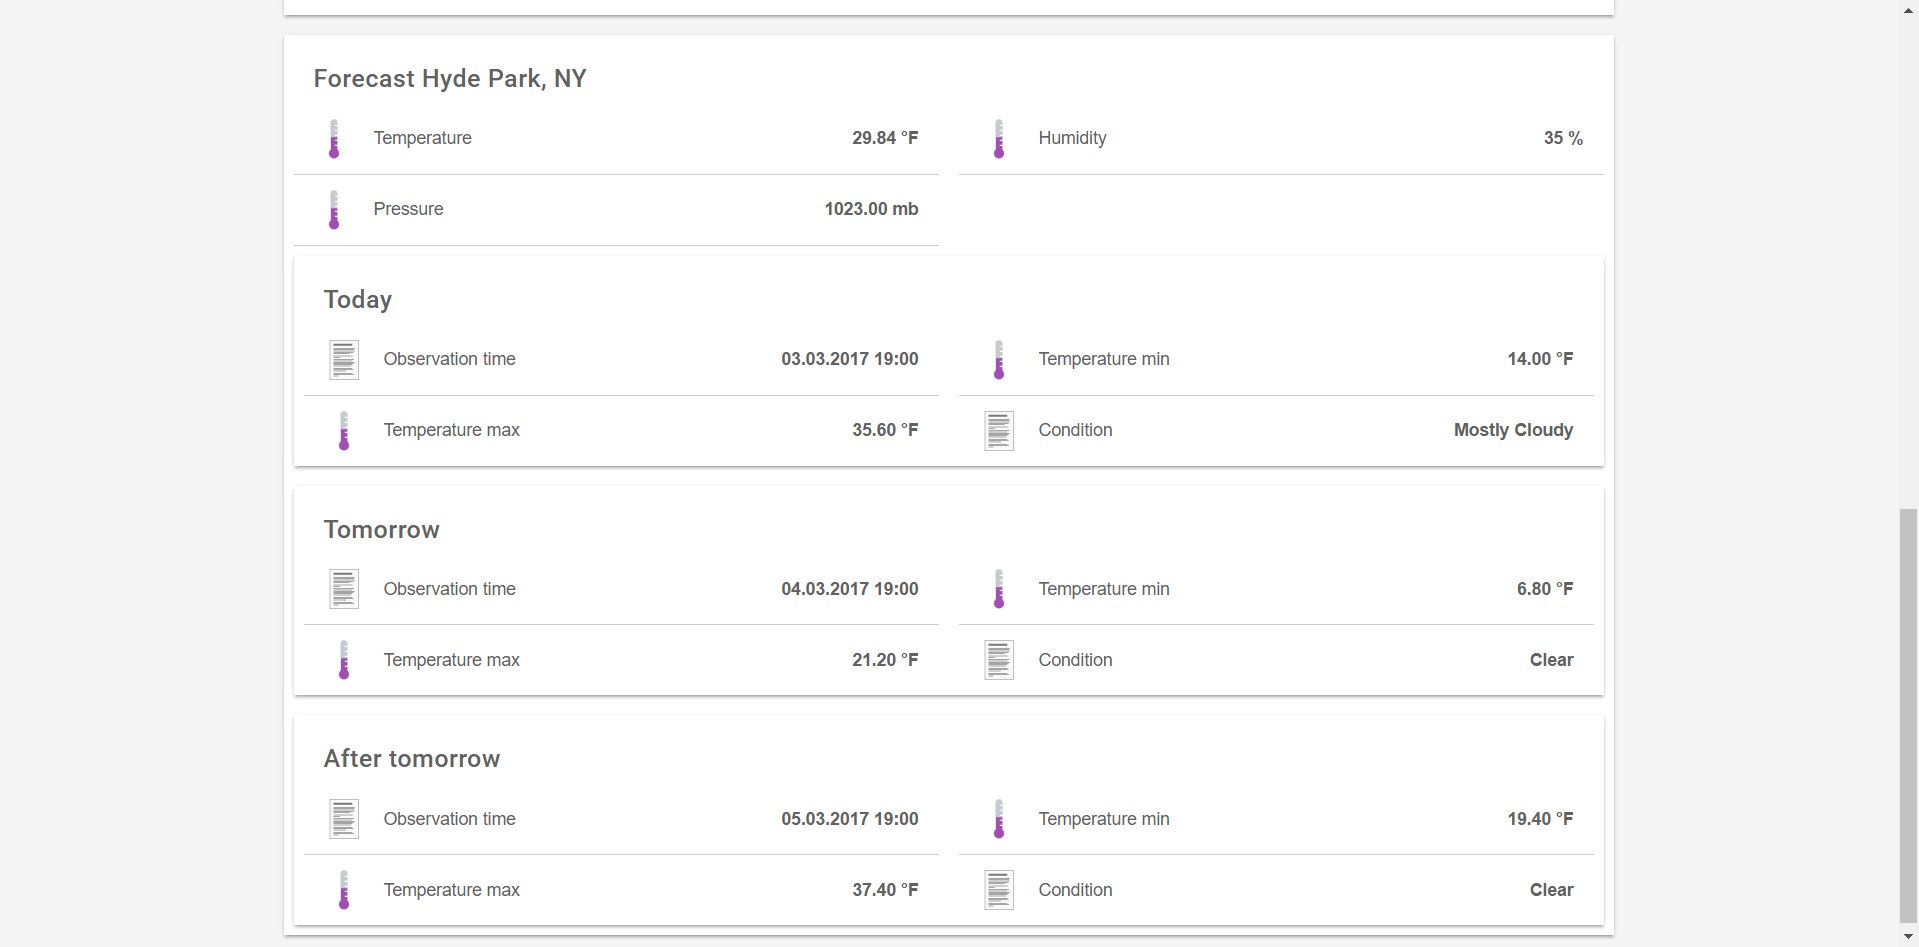 Forecast Hyde Park, NY
Temperature 29.84 °F Humidity 35 %
Pressure 1023.00 mb
Today
Observation time 03.03.2017 19:00 Temperature min 14.00 °F
Temperature max 35.60 °F Condition Mostly Cloudy
Tomorrow
Observation time 04.03.2017 19:00 Temperature min 6.80 °F
Temperature max 21.20 °F Condition Clear
After tomorrow
Observation time 05.03.2017 19:00 Temperature min 19.40 °F
Temperature max 37.40 °F Condition Clear